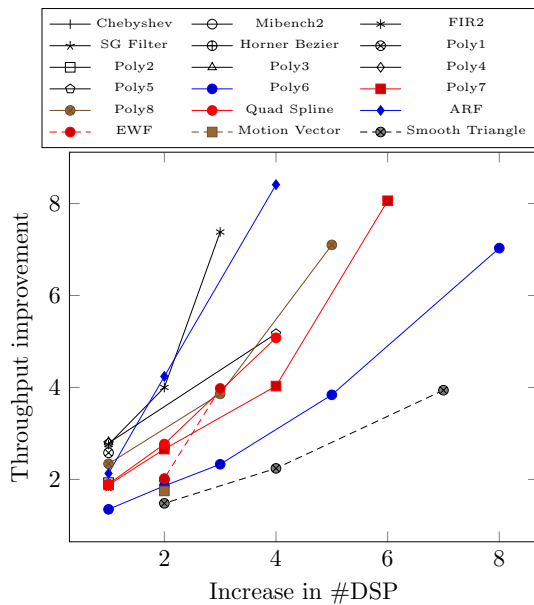 Chebyshev Mibench2 FIR2
SG Filter Horner Bezier Poly1
Poly2 Poly3 Poly4
Poly5 Poly6 Poly7
Poly8 Quad Spline ARF
EWF Motion Vector Smooth Triangle
8
6
4
2
Throughput improvement
2 4 6 8
Increase in #DSP